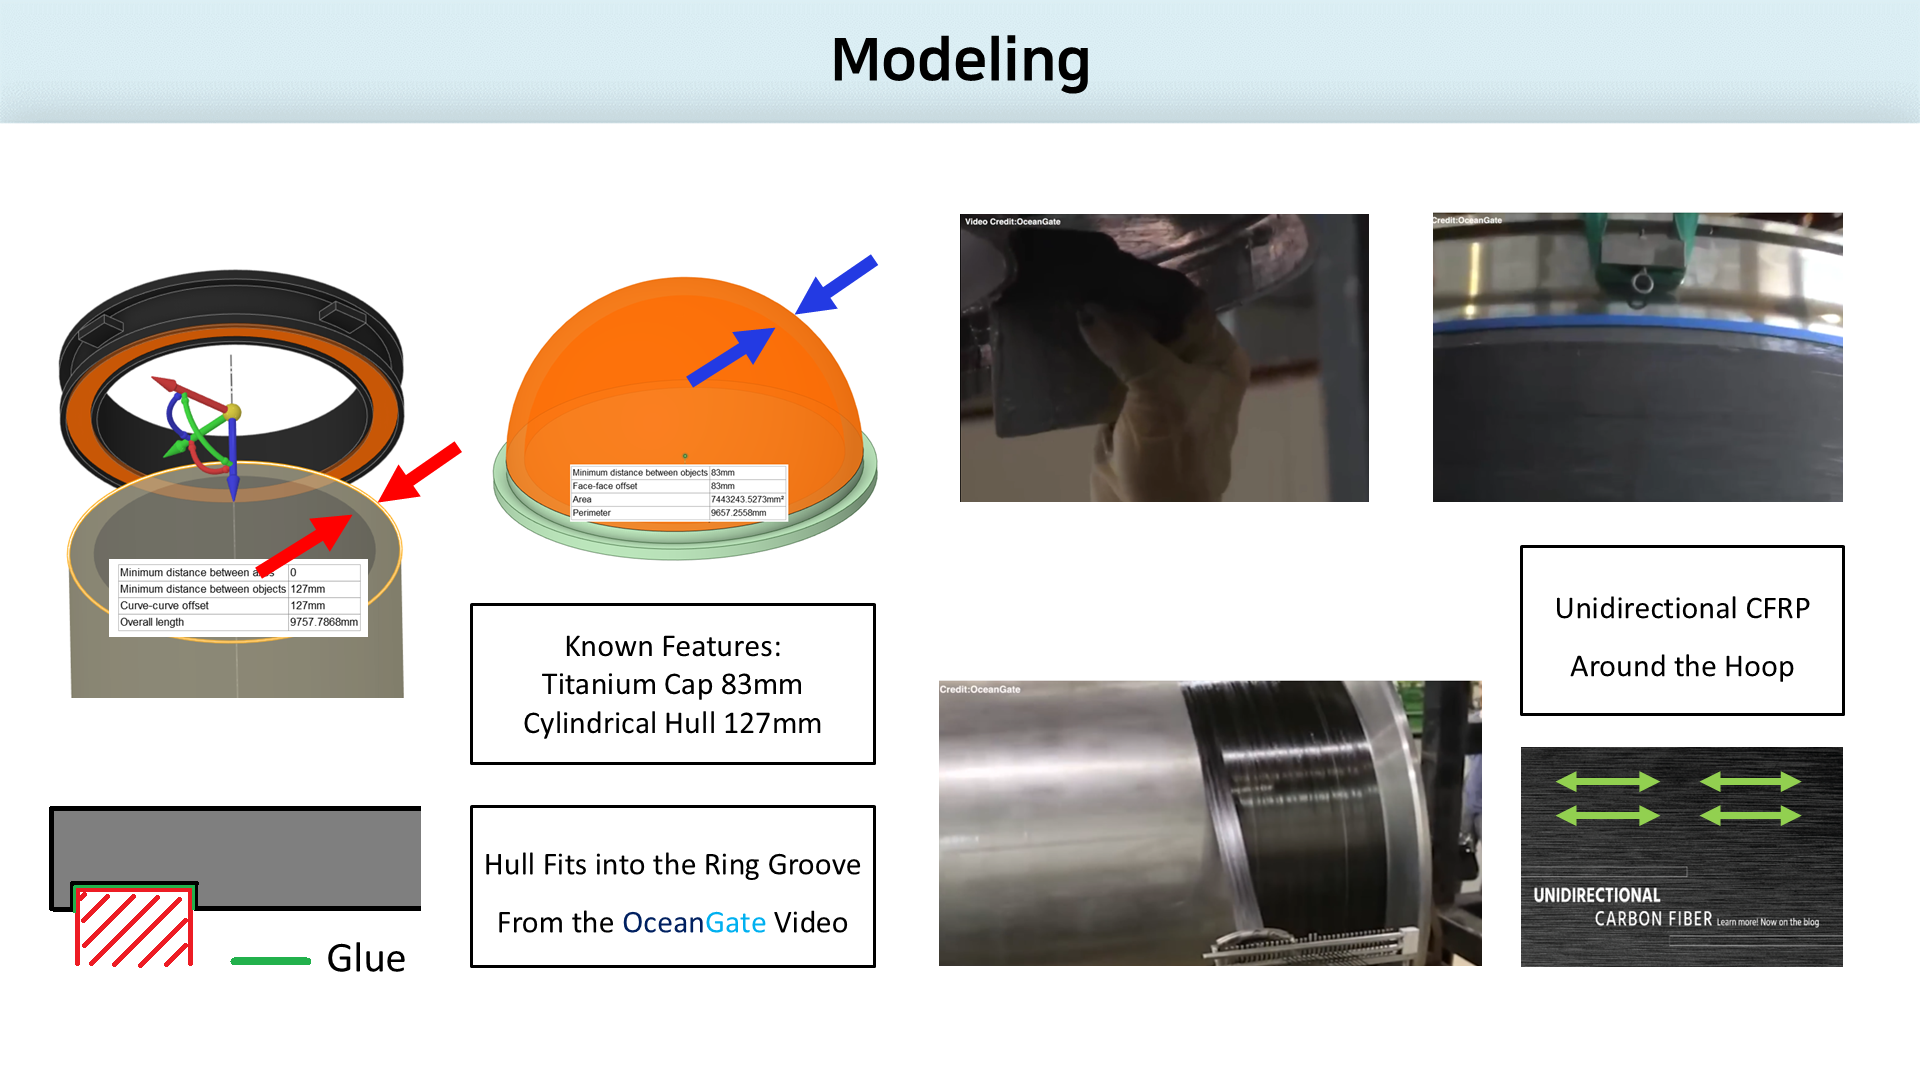 Modeling
Minimum distance between a
0
Minimum distance between objects 127mm
Curve-curve offset 127mm
Overall length 9757.7868mm
Minimum distance between objects 83mm
Face-face offset 83mm
Area 7443243.5273mm²
Perimeter 9657.2558mm
Known Features:
Titanium Cap 83mm
Cylindrical Hull 127mm
Glue
Hull Fits into the Ring Groove
From the OceanGate Video
Video Credit:OceanGate
Credit:OceanGate
Credit:OceanGate
Unidirectional CFRP
Around the Hoop
UNIDIRECTIONAL
CARBON FIBER Learn more! Now on the blog